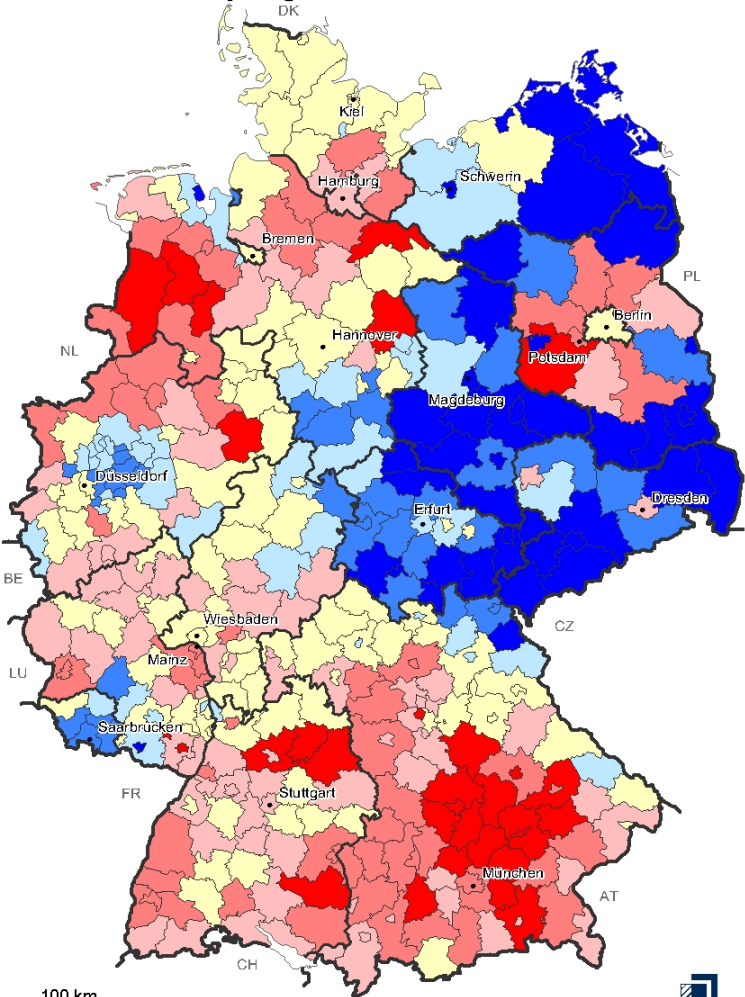 DK
Kiel
Schwerin
Hamburg
Bremen
PL
Berlin
NL
Hannover
Potsdam
Magdeburg
Düsseldorf
Dresden
Erfurt
BE
Wiesbaden
CZ
Mainz
LU
Saarbrücken
FR
Stuttgart
München
AT
CH
100 km